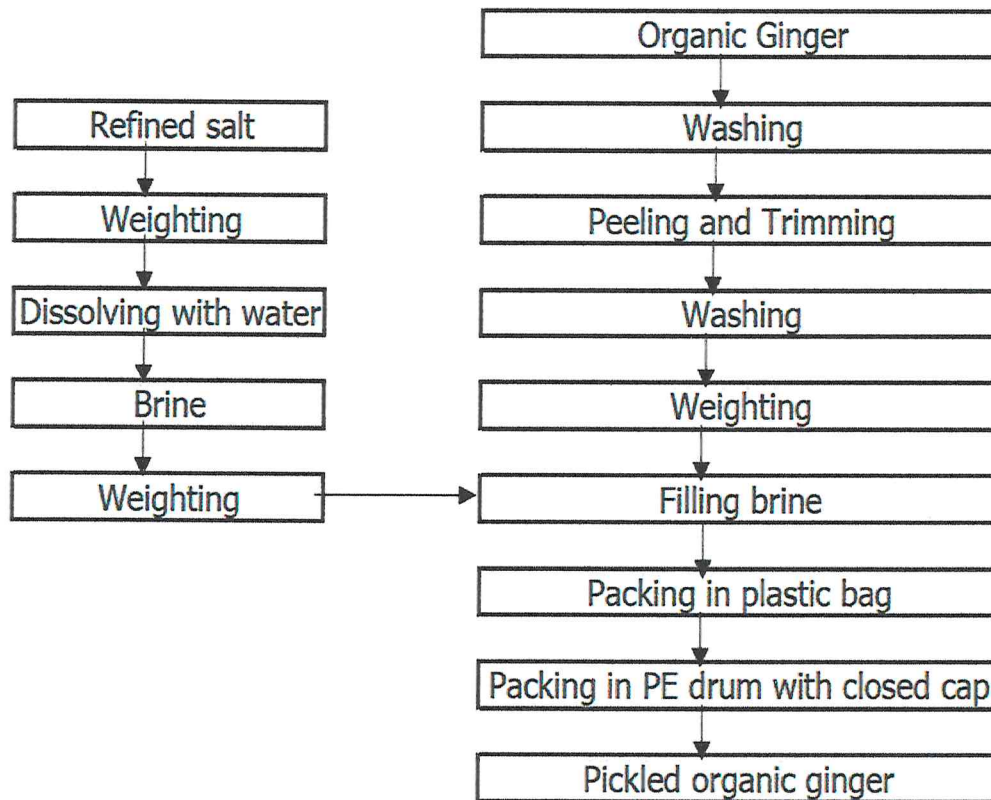 Refined salt
Weighting
Dissolving with water
Brine
Weighting
Organic Ginger
Washing
Peeling and Trimming
Washing
Weighting
Filling brine
Packing in plastic bag
Packing in PE drum with closed cap
Pickled organic ginger